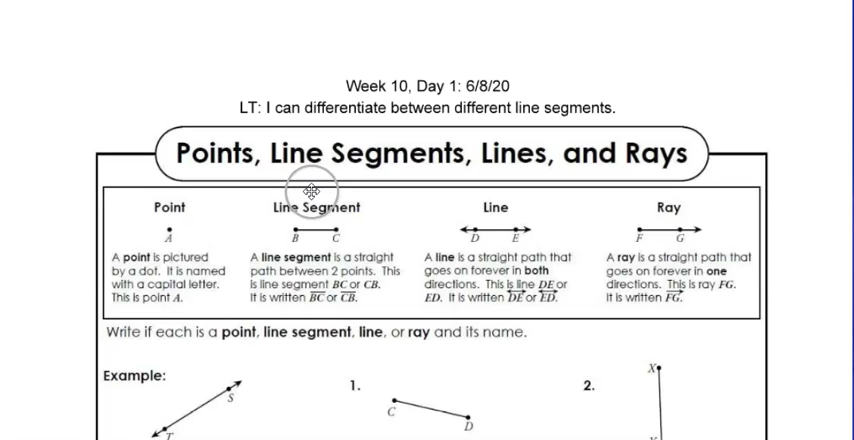 Week 10, Day 1: 6/8/20
LT: I can differentiate between different line segments.
Points, Line Segments, Lines, and Rays
Point
A
A point is pictured
by a dot. It is named
with a capital letter.
This is point A.
Line Segment
B C
A line segment is a straight
path between 2 points. This
is line segment BC or CB.
It is written BC or CB.
Line
D E
A line is a straight path that
goes on forever in both
directions. This is line DE or
ED. It is written DE or ED.
Ray
F G
A ray is a straight path that
goes on forever in one
directions. This is ray FG.
It is written FG.
Write if each is a point, line segment, line, or ray and its name.
Example:
S
T
1.
C
D
2.
X